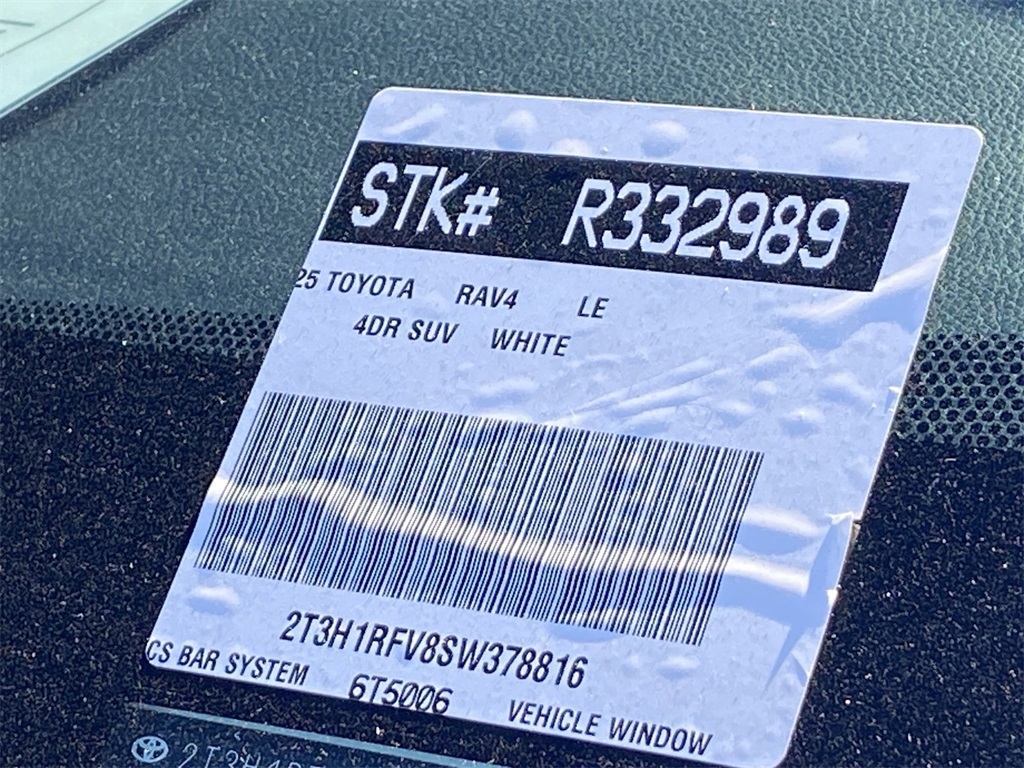 STK# R332989
25 TOYOTA RAV4 LE
4DR SUV WHITE
2T3H1RFV8SW378816
CS BAR SYSTEM 6T5006 VEHICLE WINDOW